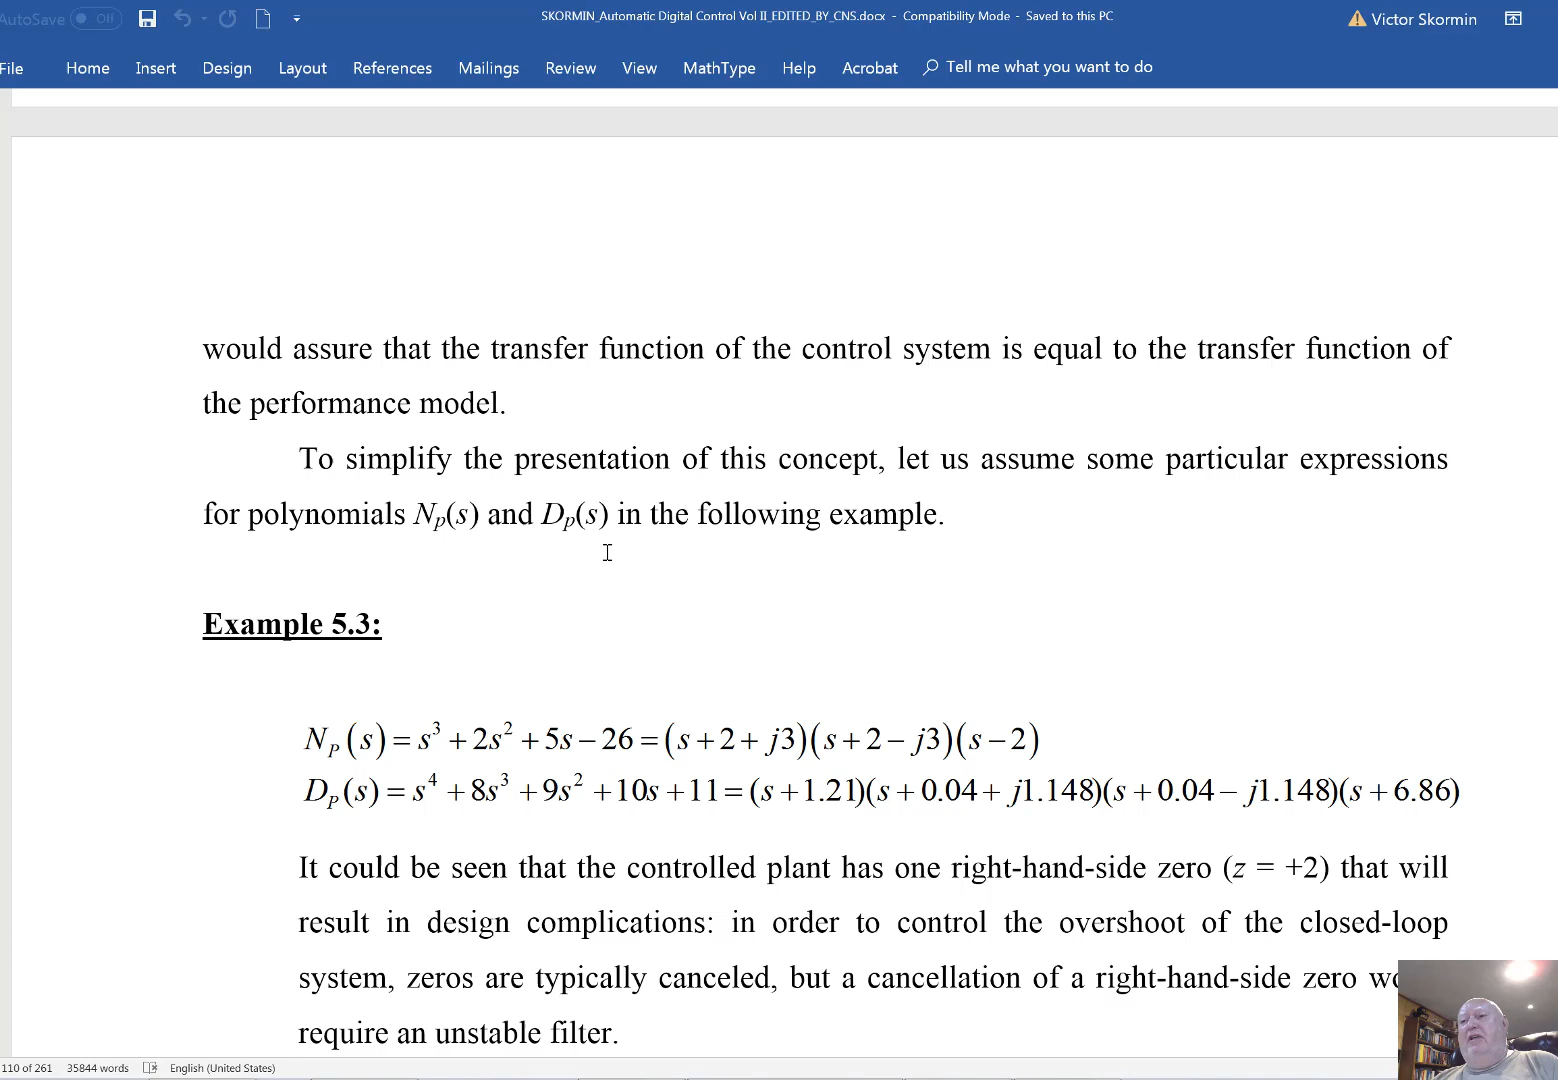 AutoSave Off SKORMIN_Automatic Digital Control Vol II_EDITED_BY_CNS.docx - Compatibility Mode - Saved to this PC Victor Skormin
File Home Insert Design Layout References Mailings Review View MathType Help Acrobat Tell me what you want to do
would assure that the transfer function of the control system is equal to the transfer function of
the performance model.
To simplify the presentation of this concept, let us assume some particular expressions
for polynomials Np(s) and Dp(s) in the following example.
Example 5.3:
N_P(s) = s³ + 2s² + 5s − 26 = (s + 2 + j3)(s + 2 − j3)(s − 2)
D_P(s) = s⁴ + 8s³ + 9s² + 10s + 11 = (s + 1.21)(s + 0.04 + j1.148)(s + 0.04 − j1.148)(s + 6.86)
It could be seen that the controlled plant has one right-hand-side zero (z = +2) that will
result in design complications: in order to control the overshoot of the closed-loop
system, zeros are typically canceled, but a cancellation of a right-hand-side zero
require an unstable filter.
110 of 261 35844 words English (United States)